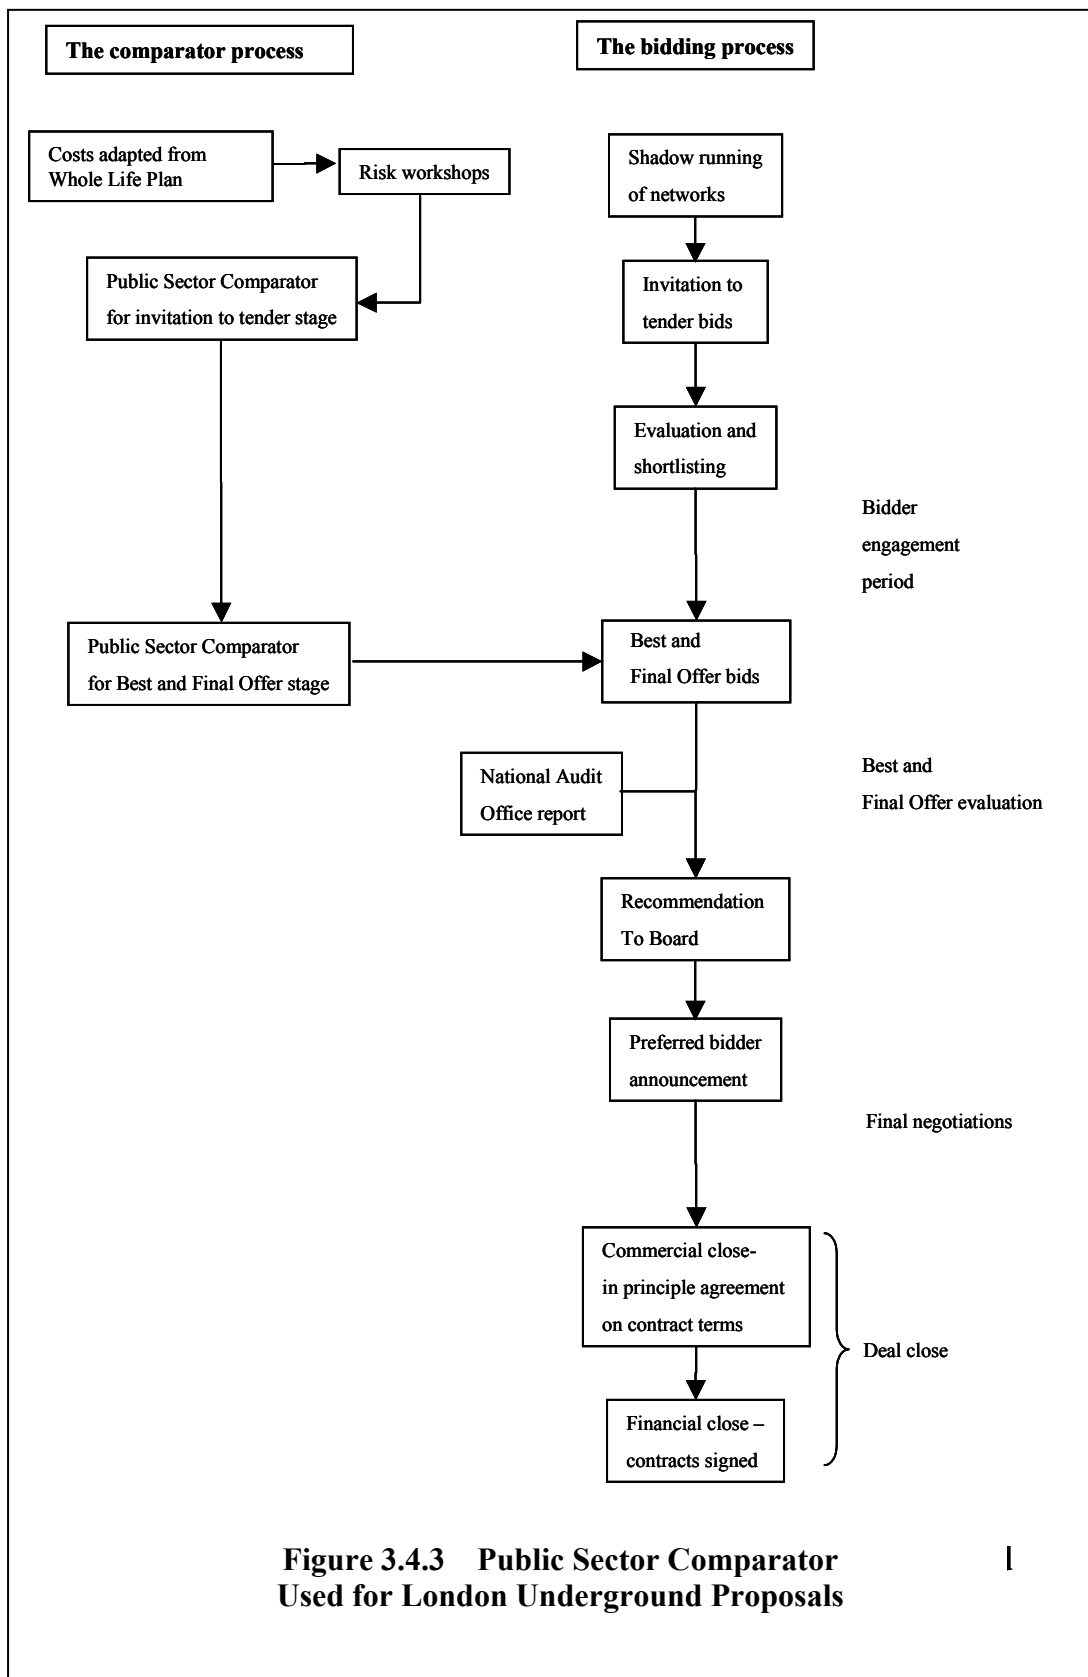 The comparator process
The bidding process
Costs adapted from
Whole Life Plan
Risk workshops
Shadow running
of networks
Public Sector Comparator
for invitation to tender stage
Invitation to
tender bids
Evaluation and
shortlisting
Bidder
engagement
period
Public Sector Comparator
for Best and Final Offer stage
Best and
Final Offer bids
National Audit
Office report
Best and
Final Offer evaluation
Recommendation
To Board
Preferred bidder
announcement
Final negotiations
Commercial close-
in principle agreement
on contract terms
Deal close
Financial close –
contracts signed
Figure 3.4.3 Public Sector Comparator
Used for London Underground Proposals